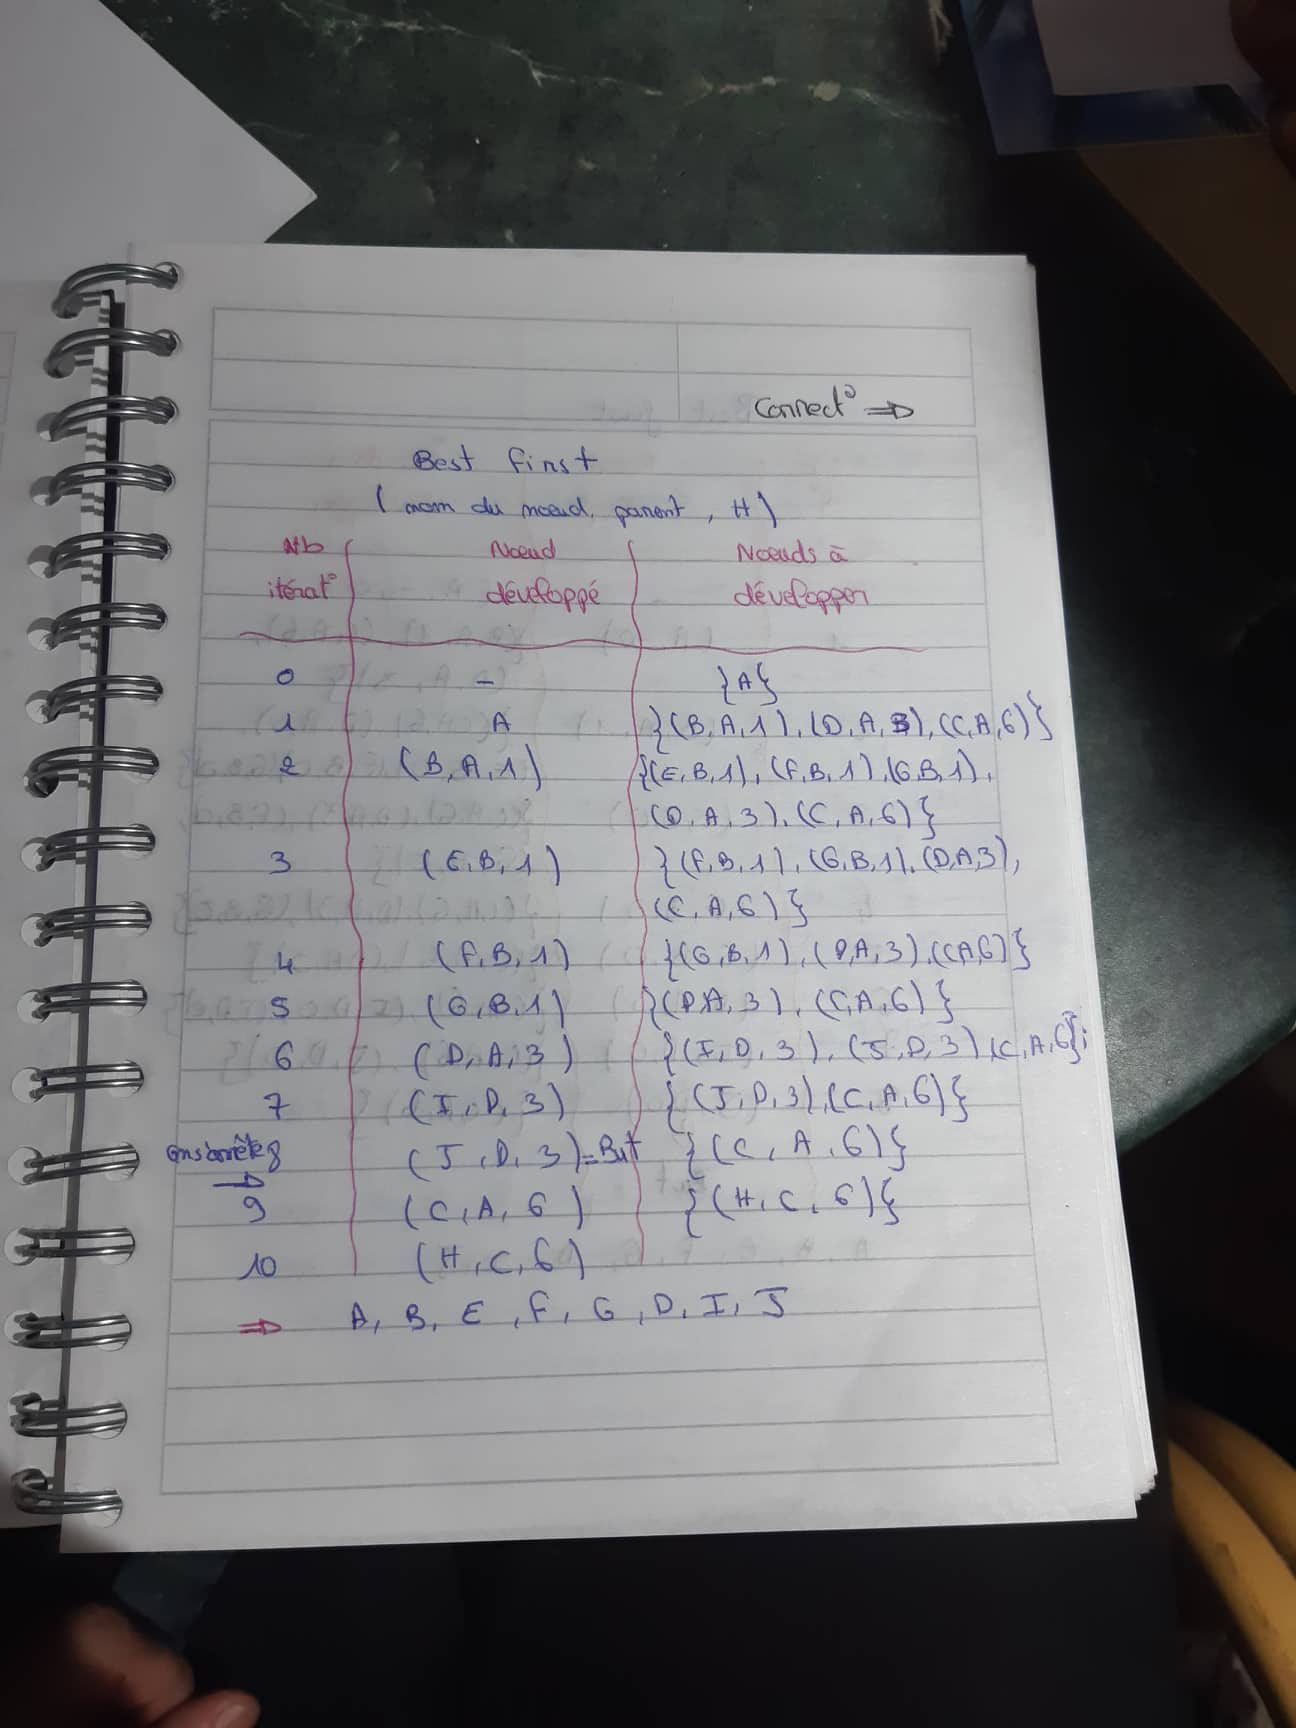 Connect° ⇒
Best first
( nom du noeud, parent, H)
Nb Noeud Noeuds à
itérat° développé développer
0 - {A}
1 A {(B,A,1), (D,A,3), (C,A,6)}
2 (B,A,1) {(E,B,1), (F,B,1), (G,B,1),
(D,A,3), (C,A,6)}
3 (E,B,1) {(F,B,1), (G,B,1), (D,A,3),
(C,A,6)}
4 (F,B,1) {(G,B,1), (D,A,3), (C,A,6)}
5 (G,B,1) {(D,A,3), (C,A,6)}
6 (D,A,3) {(I,D,3), (J,D,3), (C,A,6)};
7 (I,D,3) {(J,D,3), (C,A,6)}
on s'arrête 8 (J,D,3)=But {(C,A,6)}
→
9 (C,A,6) {(H,C,6)}
10 (H,C,6)
⇒ A, B, E, F, G, D, I, J